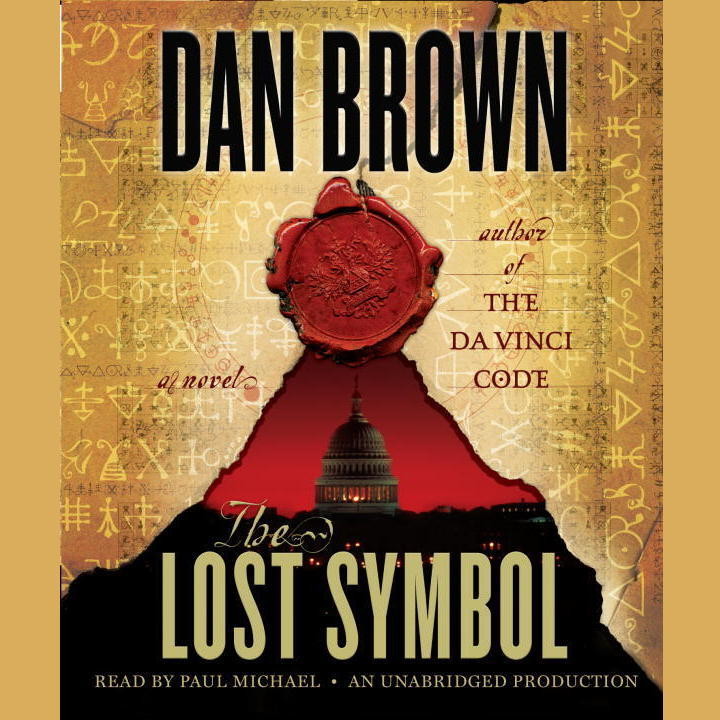 DAN BROWN
author
of
THE
DA VINCI
CODE
a novel
The
LOST SYMBOL
READ BY PAUL MICHAEL • AN UNABRIDGED PRODUCTION